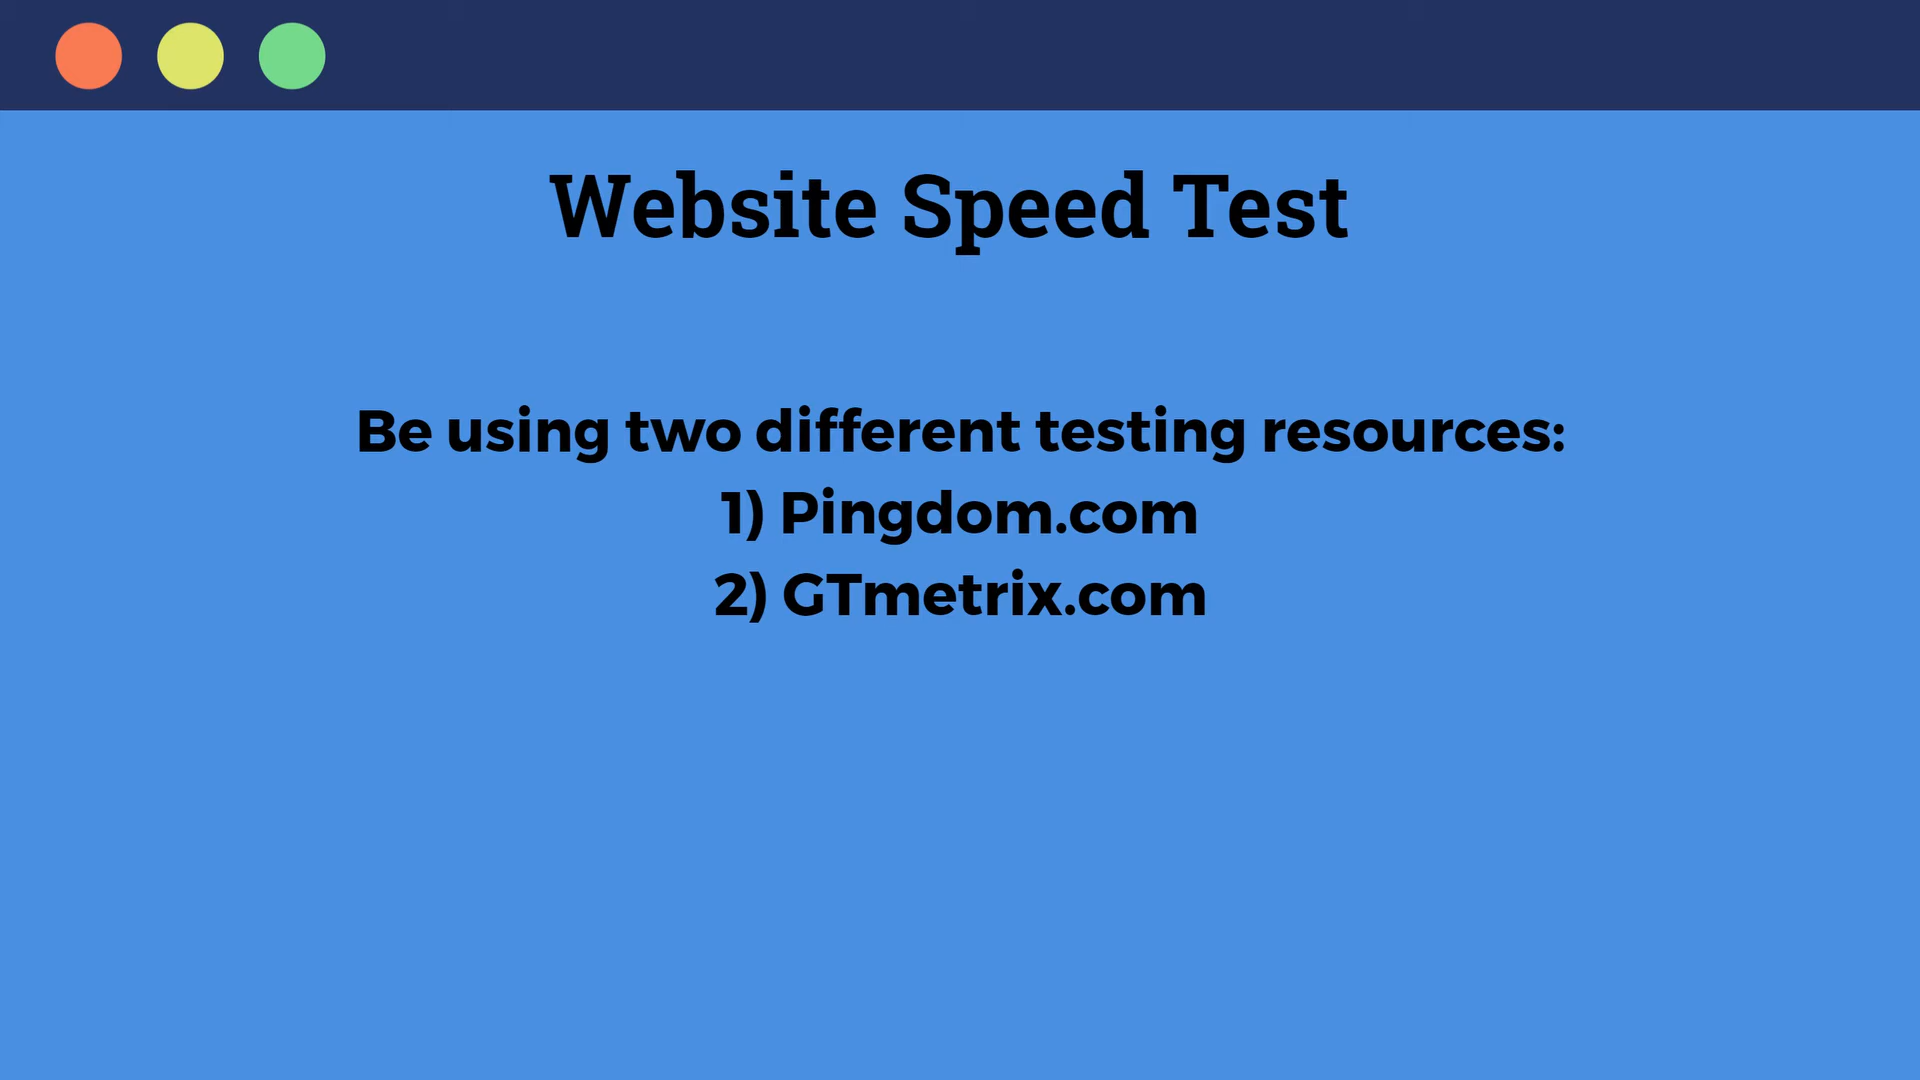 Website Speed Test
Be using two different testing resources:
1) Pingdom.com
2) GTmetrix.com